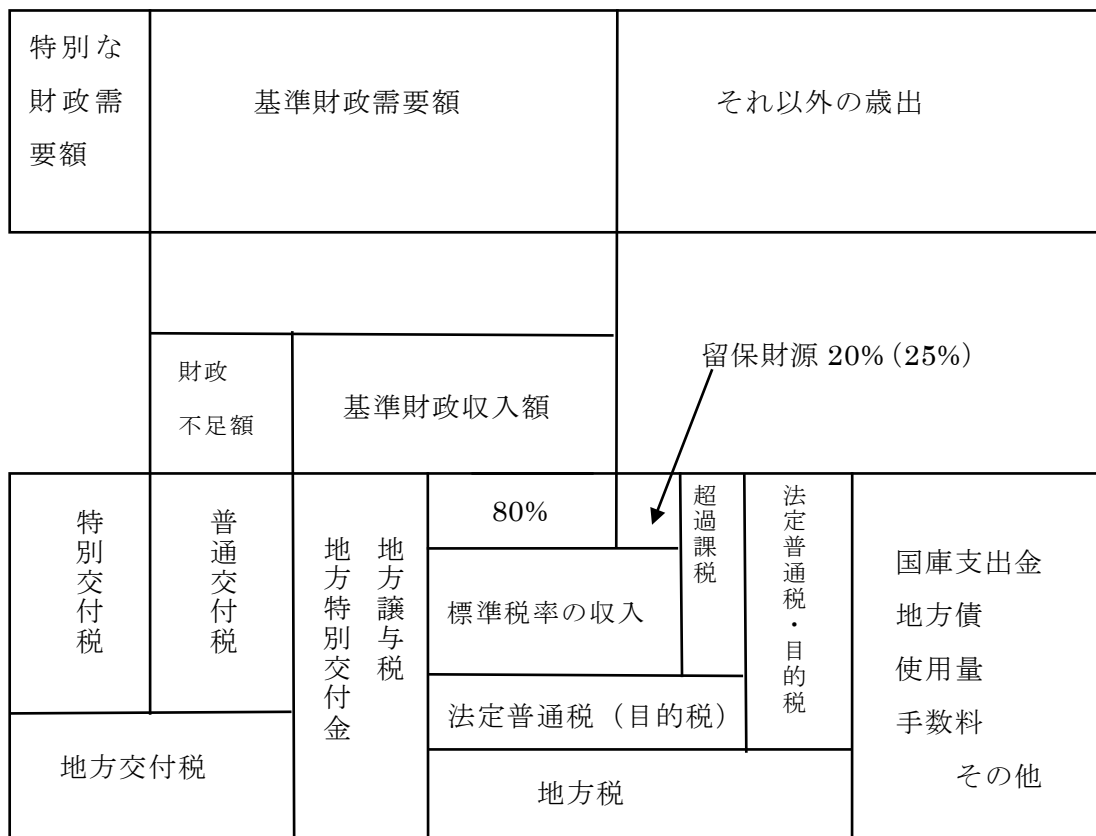 特別な
財政需
要額
基準財政需要額
それ以外の歳出
財政
不足額
基準財政収入額
留保財源 20%(25%)
特別交付税
普通交付税
地方交付税
地方譲与税
地方特別交付金
80%
標準税率の収入
超過課税
法定普通税(目的税)
法定普通税・目的税
地方税
国庫支出金
地方債
使用量
手数料
その他